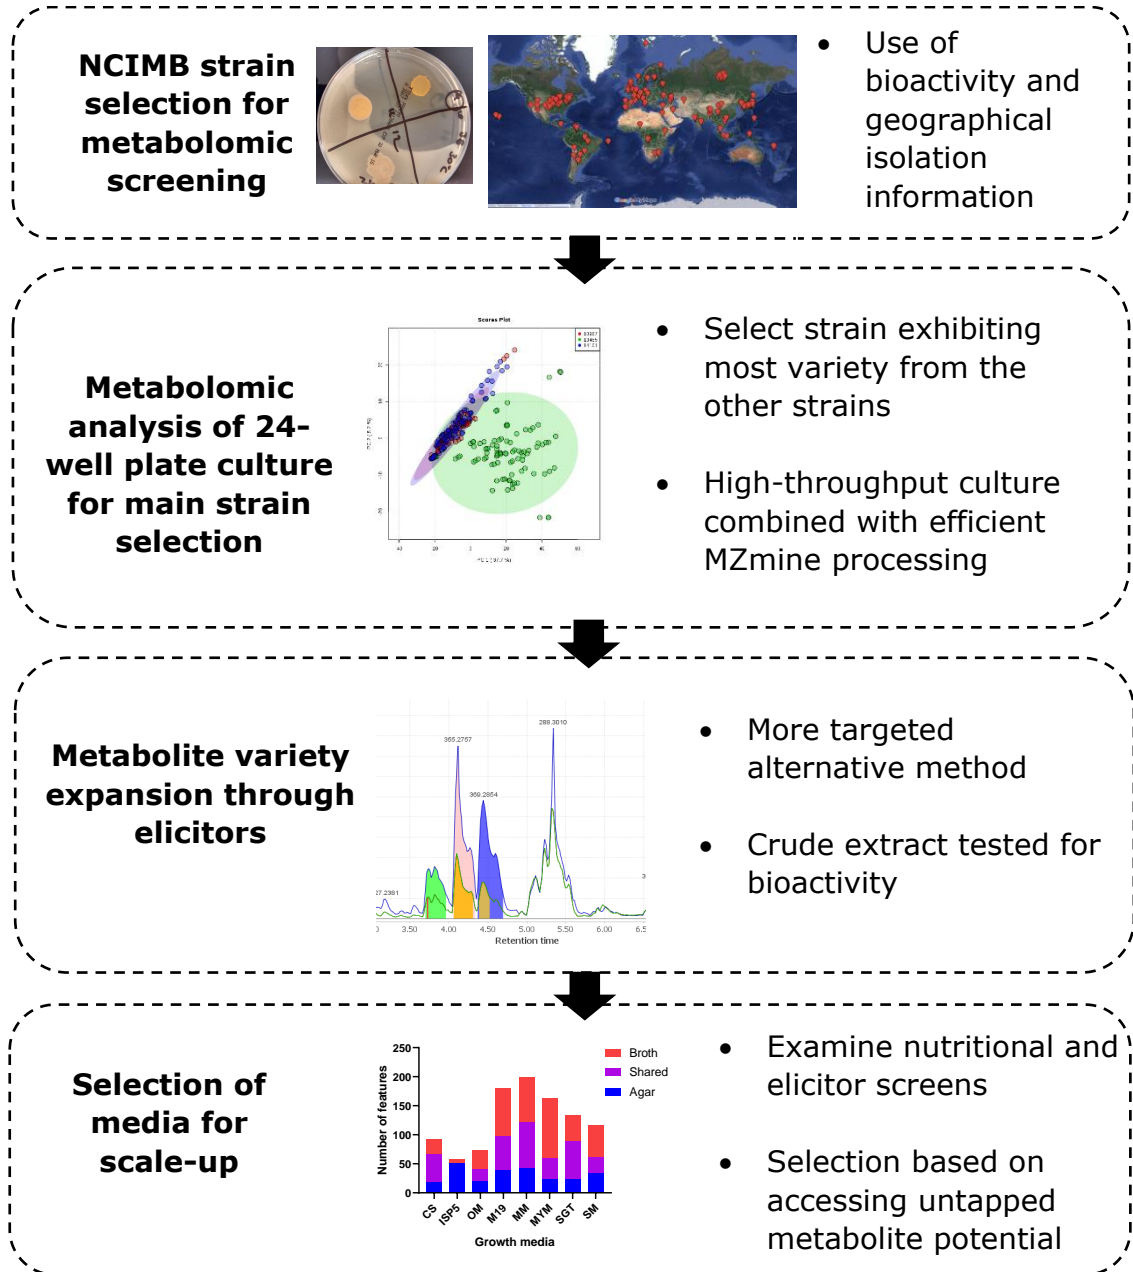 NCIMB strain
selection for
metabolomic
screening
• Use of
bioactivity and
geographical
isolation
information
Metabolomic
analysis of 24-
well plate culture
for main strain
selection
Scores Plot
• Select strain exhibiting
most variety from the
other strains
• High-throughput culture
combined with efficient
MZmine processing
Metabolite variety
expansion through
elicitors
288.3010
365.2757
369.2854
27.2361
3
3.50 4.00 4.50 5.00 5.50 6.00 6.5
Retention time
• More targeted
alternative method
• Crude extract tested for
bioactivity
Selection of
media for
scale-up
Number of features
250
200
150
100
50
0
CS ISP5 OM M19 MM MYM SGT SM
Growth media
Broth
Shared
Agar
• Examine nutritional and
elicitor screens
• Selection based on
accessing untapped
metabolite potential